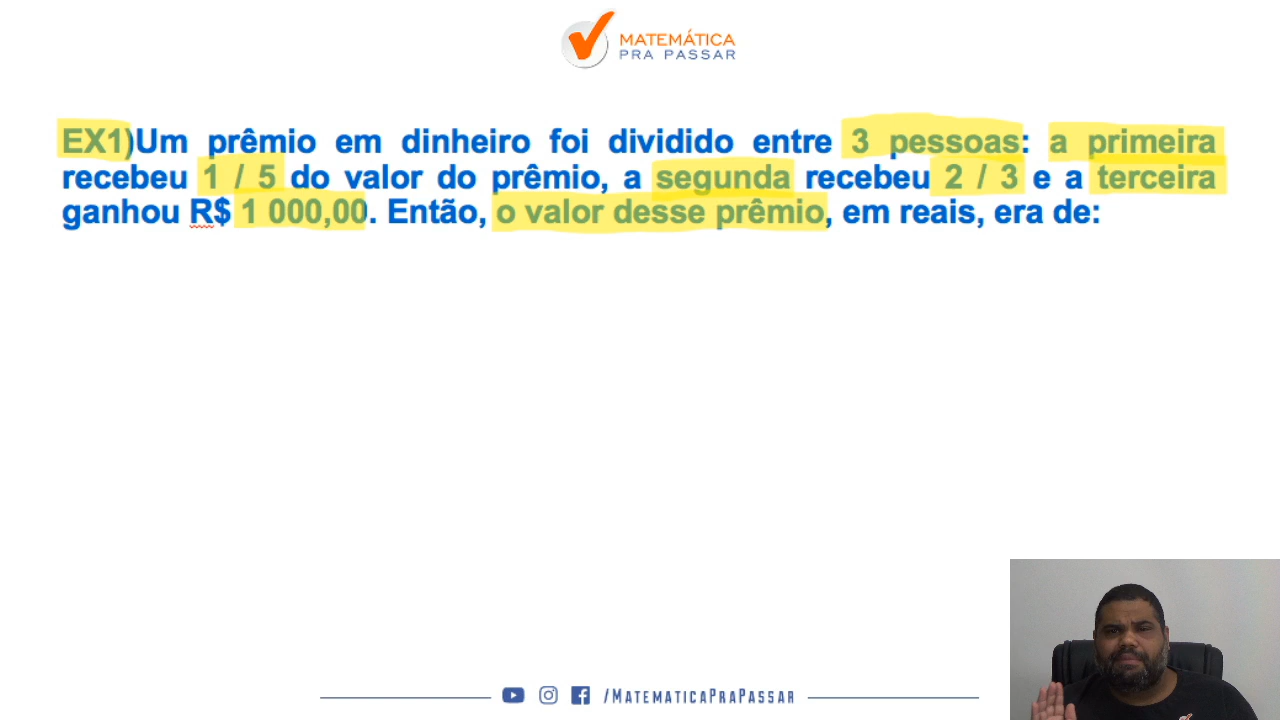 MATEMÁTICA
PRA PASSAR
EX1)Um prêmio em dinheiro foi dividido entre 3 pessoas: a primeira
recebeu 1 / 5 do valor do prêmio, a segunda recebeu 2 / 3 e a terceira
ganhou R$ 1 000,00. Então, o valor desse prêmio, em reais, era de:
/MATEMATICAPRAPASSAR